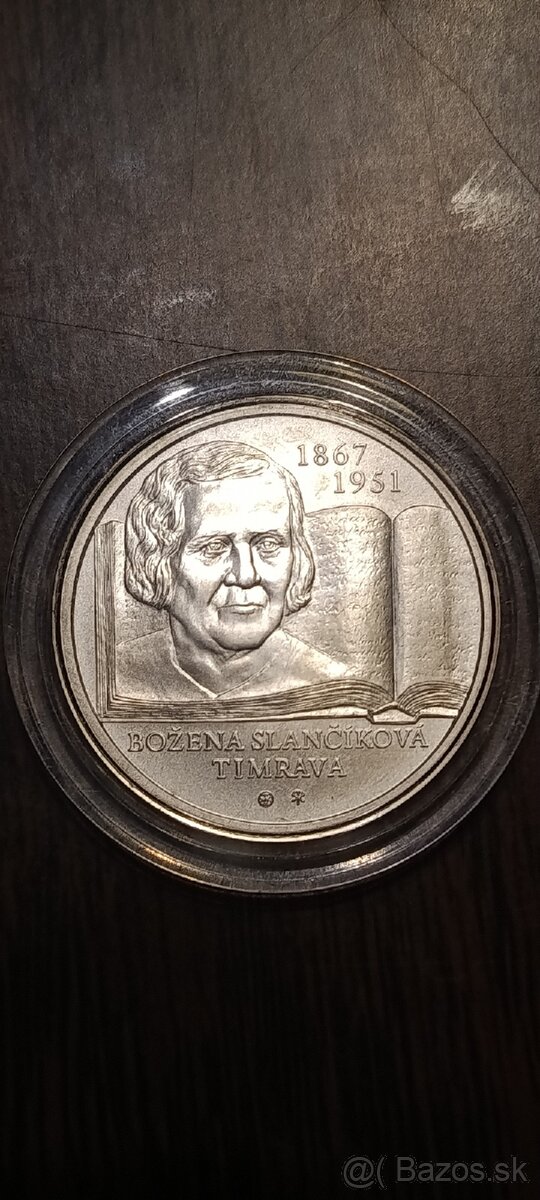 1867
1951
BOŽENA SLANČÍKOVÁ
TIMRAVA
@( Bazos.sk